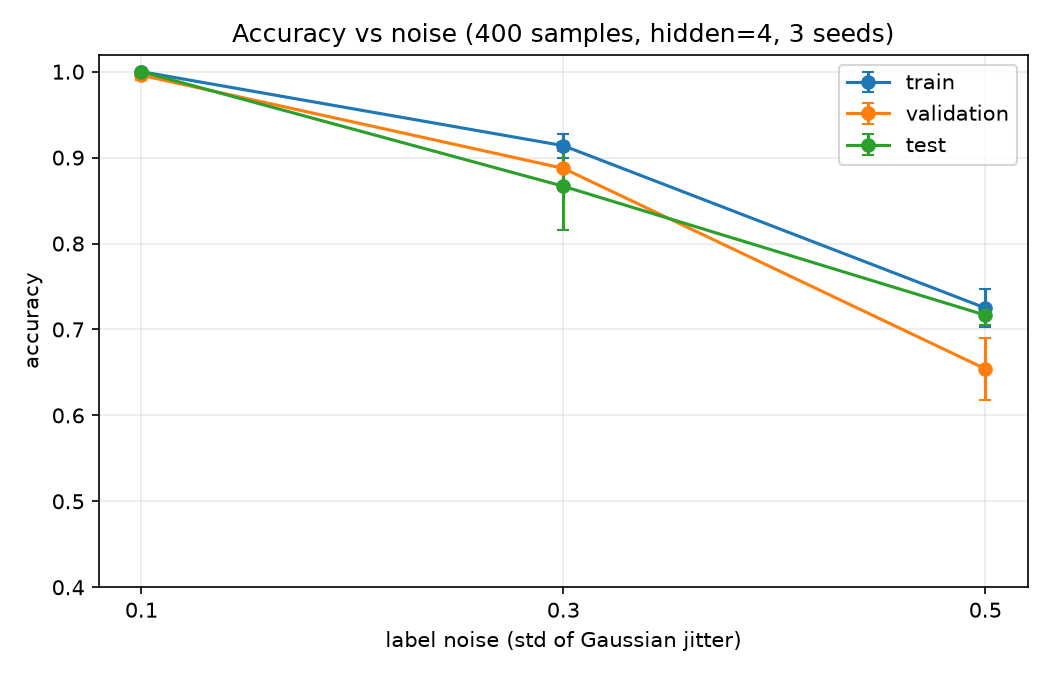 Accuracy vs noise (400 samples, hidden=4, 3 seeds)
train
validation
test
accuracy
1.0
0.9
0.8
0.7
0.6
0.5
0.4
0.1
0.3
0.5
label noise (std of Gaussian jitter)